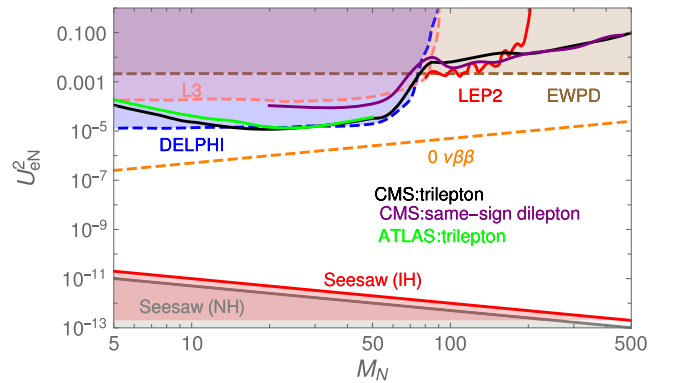 0.100
0.001
10^-5
10^-7
10^-9
10^-11
10^-13
U²eN
L3
DELPHI
LEP2
EWPD
0 νββ
CMS:trilepton
CMS:same-sign dilepton
ATLAS:trilepton
Seesaw (IH)
Seesaw (NH)
5 10 50 100 500
M_N